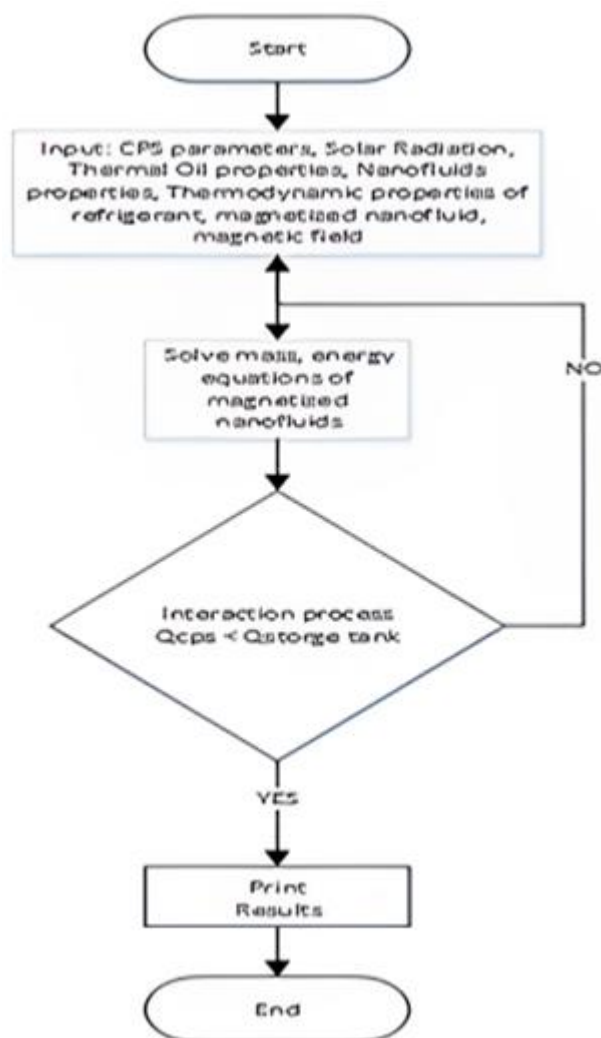 Start
Input: CPS parameters, Solar Radiation,
Thermal Oil properties, Nanofluids
properties, Thermodynamic properties of
refrigerant, magnetized nanofluid,
magnetic field
Solve mass, energy
equations of
magnetized
nanofluids
NO
Interaction process
Qcps < Qstorge tank
YES
Print
Results
End